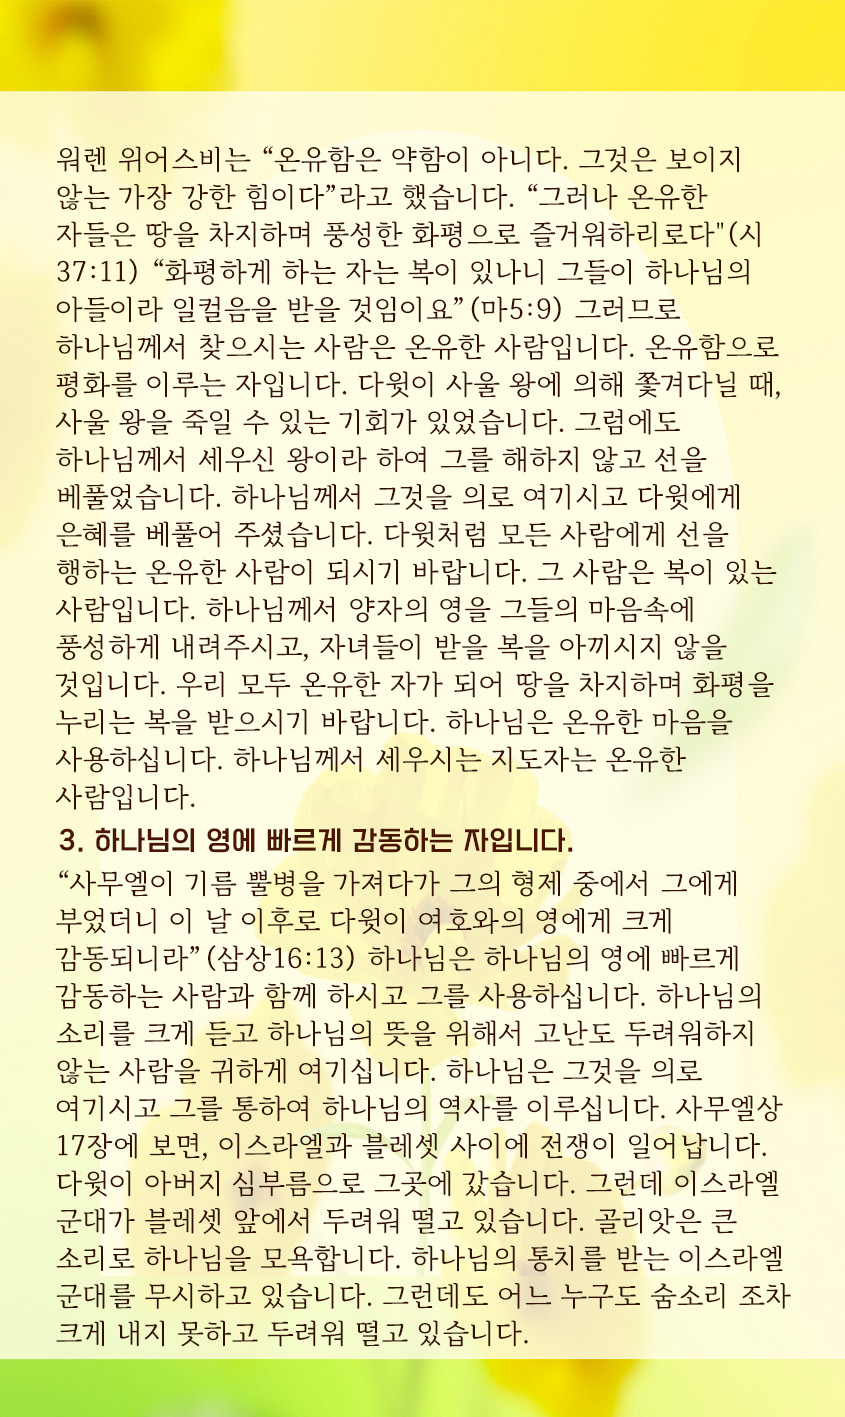 워렌 위어스비는 “온유함은 약함이 아니다. 그것은 보이지
않는 가장 강한 힘이다”라고 했습니다. “그러나 온유한
자들은 땅을 차지하며 풍성한 화평으로 즐거워하리로다"(시
37:11) “화평하게 하는 자는 복이 있나니 그들이 하나님의
아들이라 일컬음을 받을 것임이요”(마5:9) 그러므로
하나님께서 찾으시는 사람은 온유한 사람입니다. 온유함으로
평화를 이루는 자입니다. 다윗이 사울 왕에 의해 쫓겨다닐 때,
사울 왕을 죽일 수 있는 기회가 있었습니다. 그럼에도
하나님께서 세우신 왕이라 하여 그를 해하지 않고 선을
베풀었습니다. 하나님께서 그것을 의로 여기시고 다윗에게
은혜를 베풀어 주셨습니다. 다윗처럼 모든 사람에게 선을
행하는 온유한 사람이 되시기 바랍니다. 그 사람은 복이 있는
사람입니다. 하나님께서 양자의 영을 그들의 마음속에
풍성하게 내려주시고, 자녀들이 받을 복을 아끼시지 않을
것입니다. 우리 모두 온유한 자가 되어 땅을 차지하며 화평을
누리는 복을 받으시기 바랍니다. 하나님은 온유한 마음을
사용하십니다. 하나님께서 세우시는 지도자는 온유한
사람입니다.
3. 하나님의 영에 빠르게 감동하는 자입니다.
“사무엘이 기름 뿔병을 가져다가 그의 형제 중에서 그에게
부었더니 이 날 이후로 다윗이 여호와의 영에게 크게
감동되니라”(삼상16:13) 하나님은 하나님의 영에 빠르게
감동하는 사람과 함께 하시고 그를 사용하십니다. 하나님의
소리를 크게 듣고 하나님의 뜻을 위해서 고난도 두려워하지
않는 사람을 귀하게 여기십니다. 하나님은 그것을 의로
여기시고 그를 통하여 하나님의 역사를 이루십니다. 사무엘상
17장에 보면, 이스라엘과 블레셋 사이에 전쟁이 일어납니다.
다윗이 아버지 심부름으로 그곳에 갔습니다. 그런데 이스라엘
군대가 블레셋 앞에서 두려워 떨고 있습니다. 골리앗은 큰
소리로 하나님을 모욕합니다. 하나님의 통치를 받는 이스라엘
군대를 무시하고 있습니다. 그런데도 어느 누구도 숨소리 조차
크게 내지 못하고 두려워 떨고 있습니다.